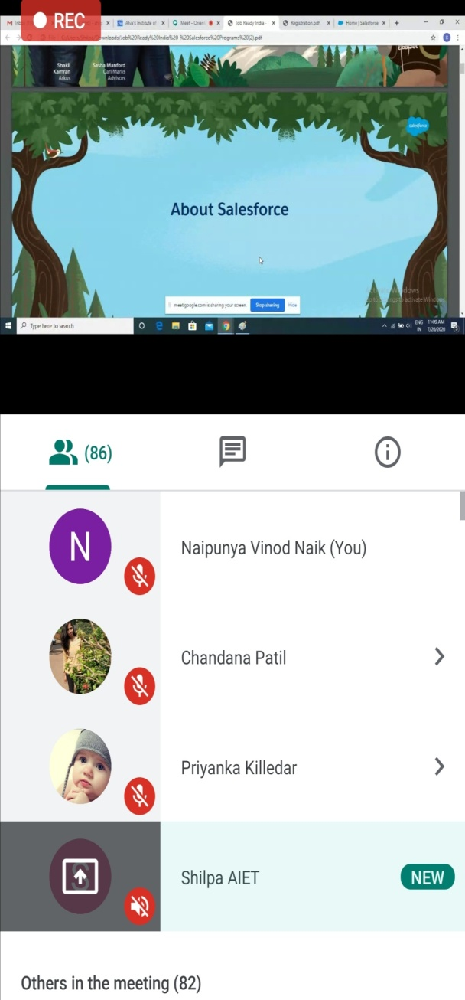 REC
Alva's Institute of
Meet - Orien
Job Ready India -
Registration.pdf
Home | Salesforce
Shakil
Kamran
Arkus
Sasha Manford
Carl Marks
Advisors
salesforce
About Salesforce
meet.google.com is sharing your screen.
Stop sharing
Hide
Type here to search
ENG
IN
11:09 AM
7/26/2020
(86)
N
Naipunya Vinod Naik (You)
Chandana Patil
Priyanka Killedar
Shilpa AIET
NEW
Others in the meeting (82)